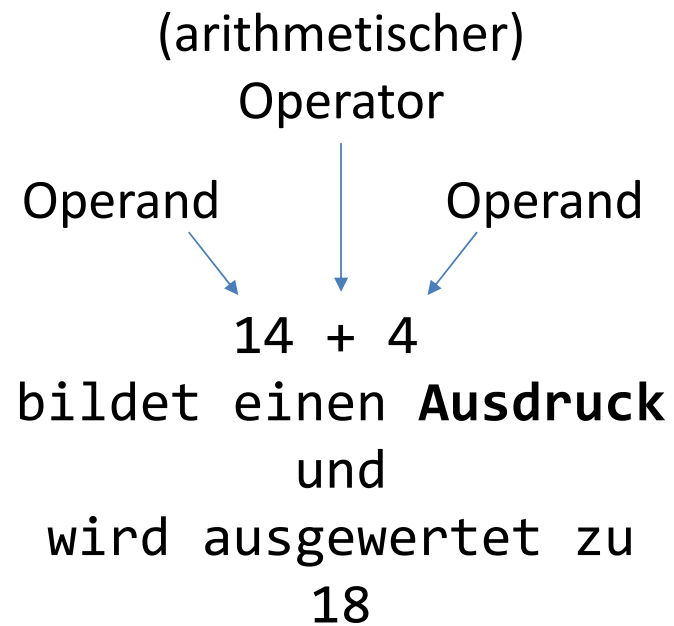 (arithmetischer)
Operator
Operand Operand
14 + 4
bildet einen Ausdruck
und
wird ausgewertet zu
18